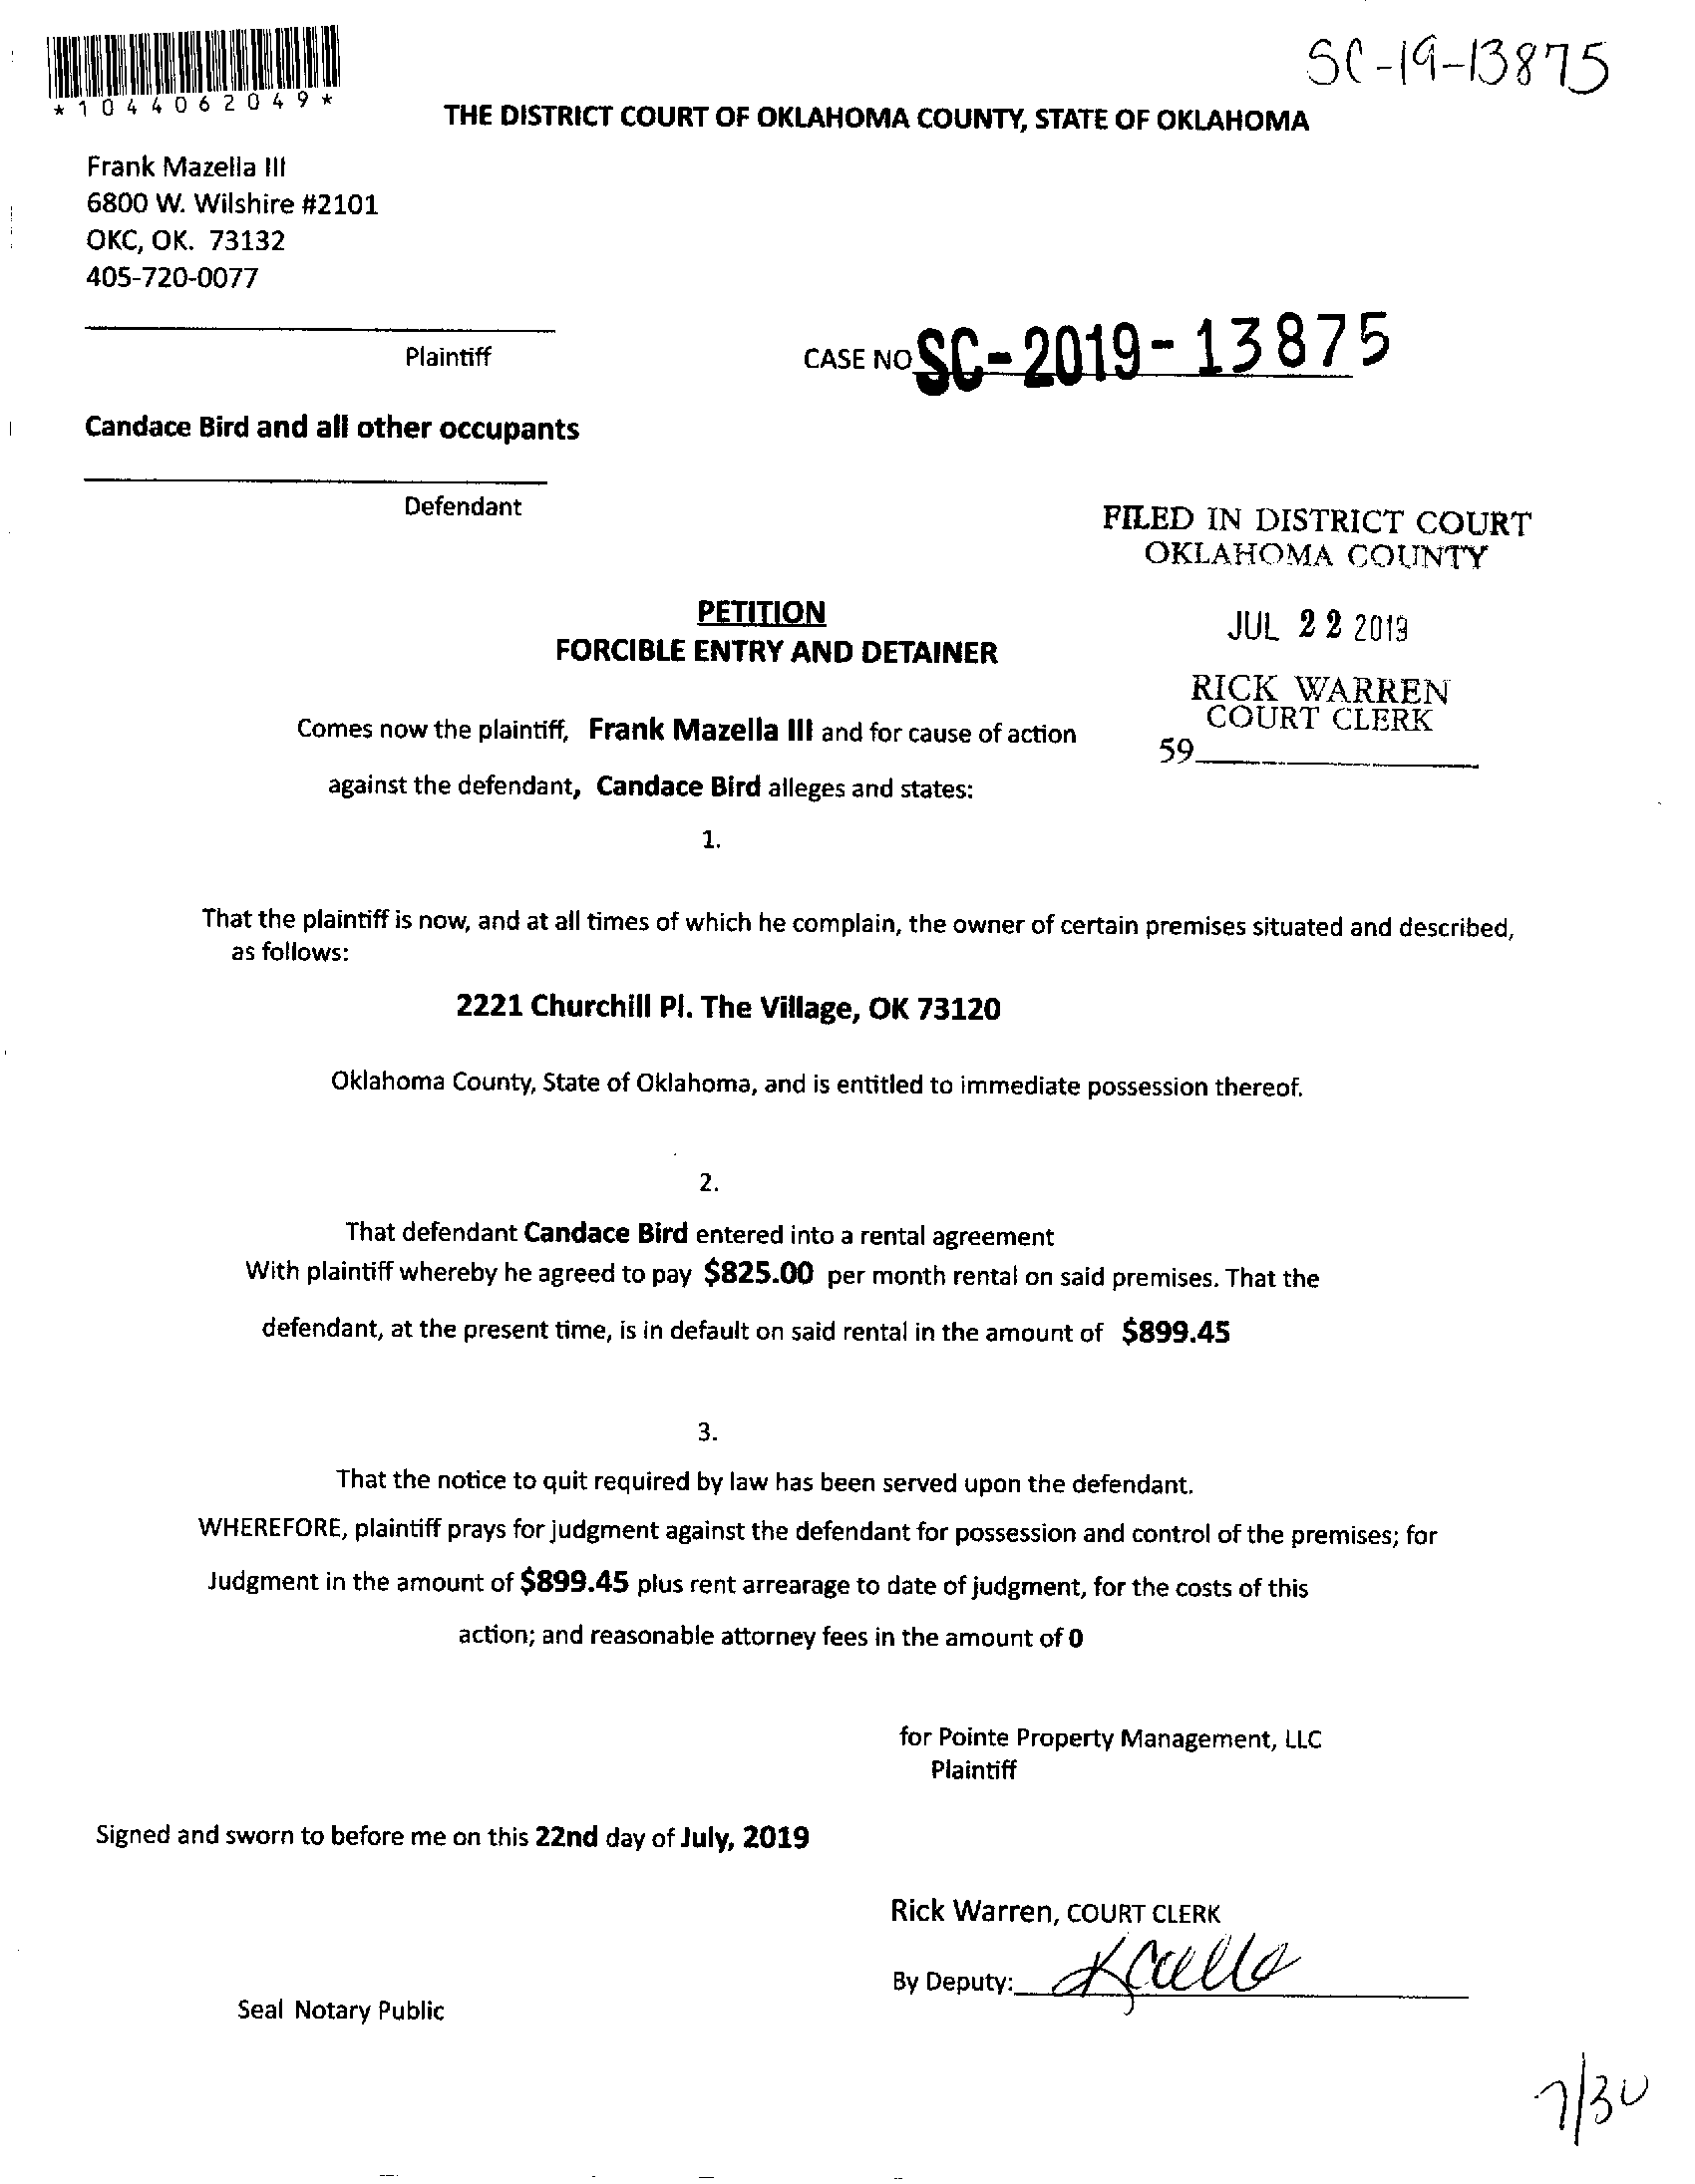 SC-19-13875
*1044062049*
THE DISTRICT COURT OF OKLAHOMA COUNTY, STATE OF OKLAHOMA
Frank Mazella III
6800 W. Wilshire #2101
OKC, OK. 73132
405-720-0077
Plaintiff
CASE NO SC-2019-13875
Candace Bird and all other occupants
Defendant
FILED IN DISTRICT COURT
OKLAHOMA COUNTY
JUL 22 2019
RICK WARREN
COURT CLERK
59
PETITION
FORCIBLE ENTRY AND DETAINER
Comes now the plaintiff, Frank Mazella III and for cause of action
against the defendant, Candace Bird alleges and states:
1.
That the plaintiff is now, and at all times of which he complain, the owner of certain premises situated and described,
as follows:
2221 Churchill Pl. The Village, OK 73120
Oklahoma County, State of Oklahoma, and is entitled to immediate possession thereof.
2.
That defendant Candace Bird entered into a rental agreement
With plaintiff whereby he agreed to pay $825.00 per month rental on said premises. That the
defendant, at the present time, is in default on said rental in the amount of $899.45
3.
That the notice to quit required by law has been served upon the defendant.
WHEREFORE, plaintiff prays for judgment against the defendant for possession and control of the premises; for
Judgment in the amount of $899.45 plus rent arrearage to date of judgment, for the costs of this
action; and reasonable attorney fees in the amount of 0
for Pointe Property Management, LLC
Plaintiff
Signed and sworn to before me on this 22nd day of July, 2019
Rick Warren, COURT CLERK
By Deputy:
Seal Notary Public
7/30